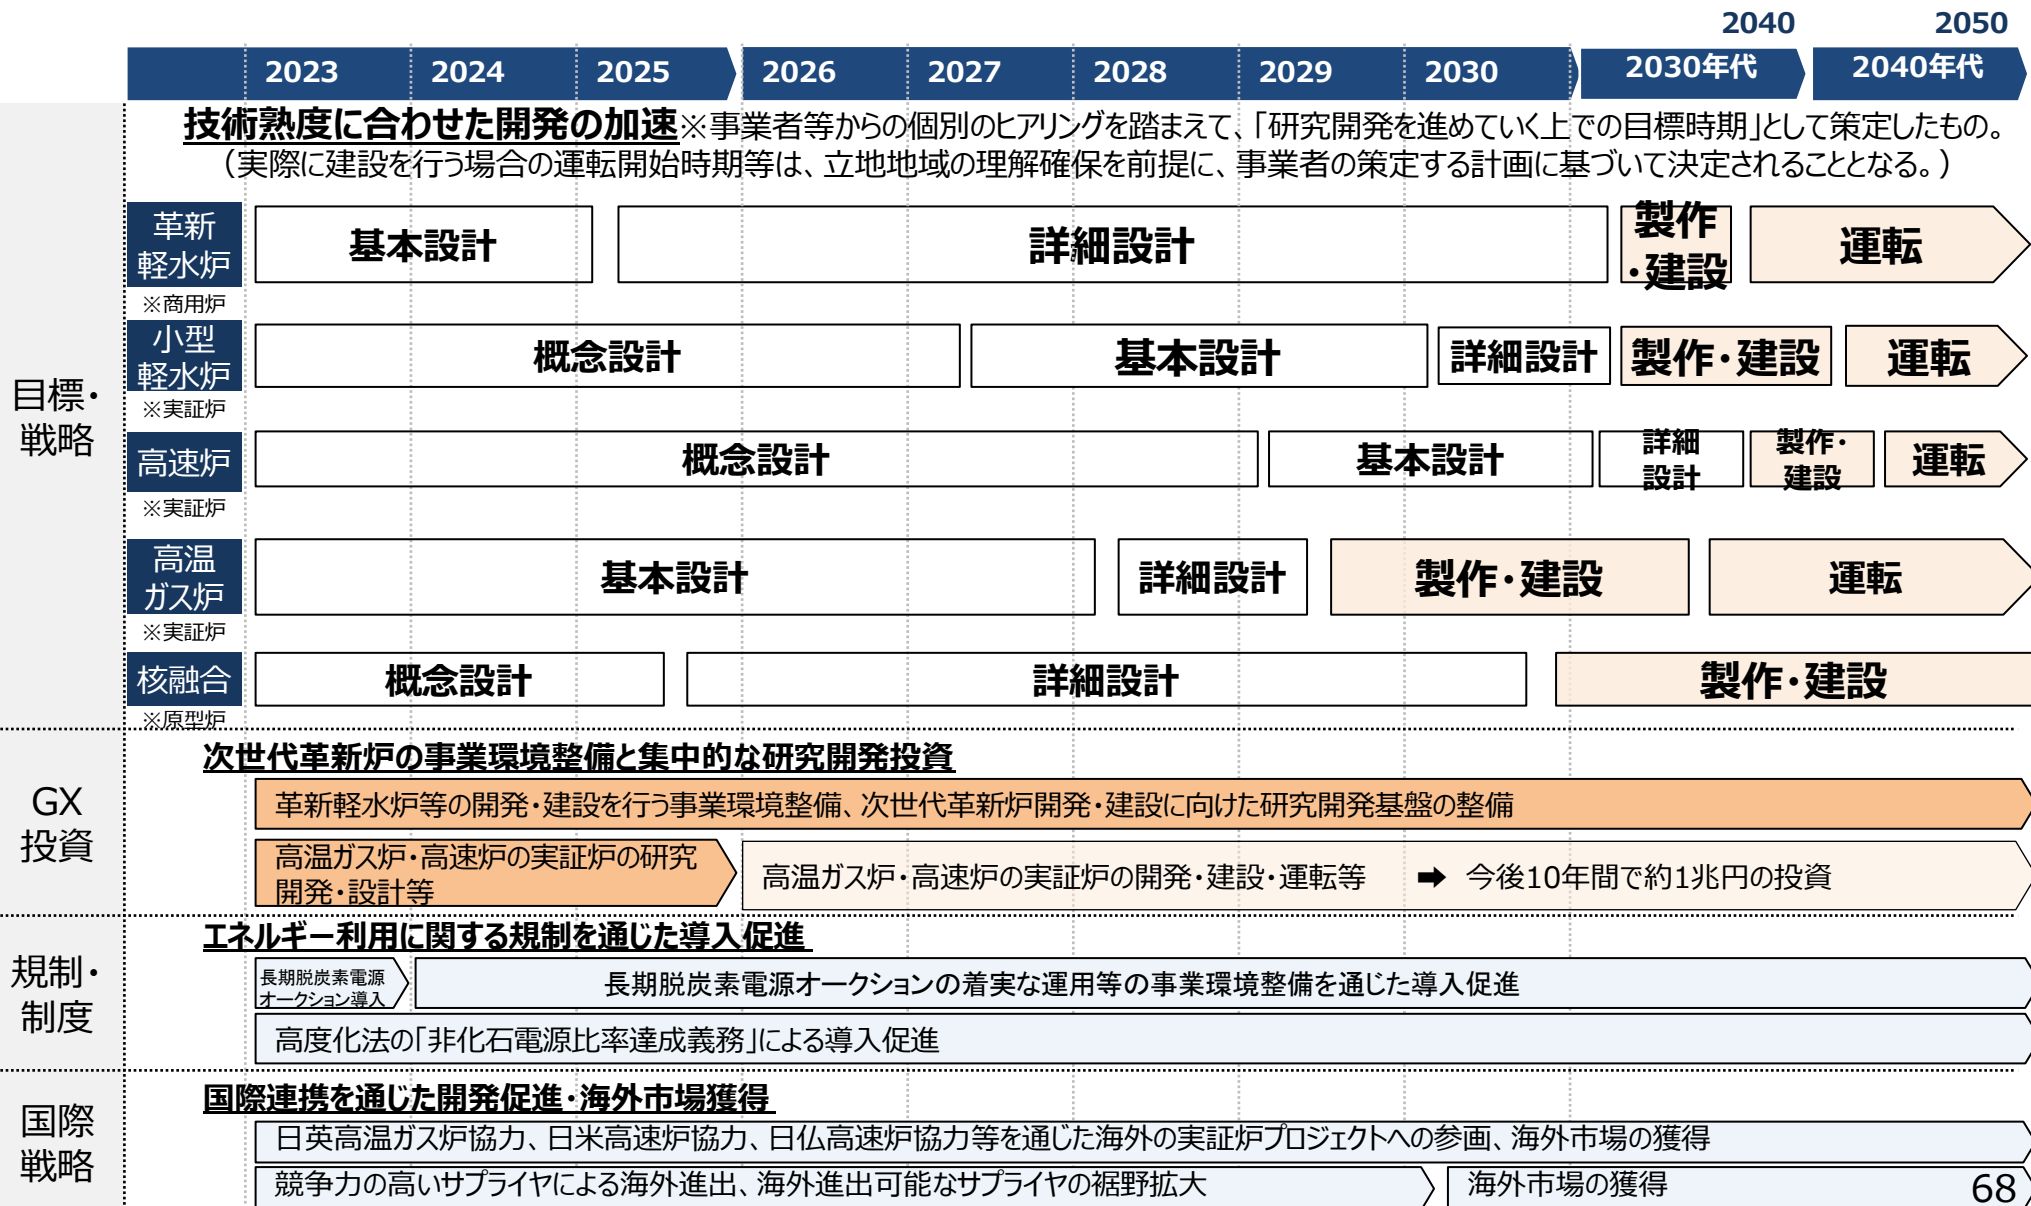 2040
2050
2023
2024
2025
2026
2027
2028
2029
2030
2030年代
2040年代
目標・
戦略
技術熟度に合わせた開発の加速※事業者等からの個別のヒアリングを踏まえて、「研究開発を進めていく上での目標時期」として策定したもの。
（実際に建設を行う場合の運転開始時期等は、立地地域の理解確保を前提に、事業者の策定する計画に基づいて決定されることとなる。）
革新
軽水炉
※商用炉
基本設計
詳細設計
製作
・建設
運転
小型
軽水炉
※実証炉
概念設計
基本設計
詳細設計
製作・建設
運転
高速炉
※実証炉
概念設計
基本設計
詳細
設計
製作・
建設
運転
高温
ガス炉
※実証炉
基本設計
詳細設計
製作・建設
運転
核融合
※原型炉
概念設計
詳細設計
製作・建設
GX
投資
次世代革新炉の事業環境整備と集中的な研究開発投資
革新軽水炉等の開発・建設を行う事業環境整備、次世代革新炉開発・建設に向けた研究開発基盤の整備
高温ガス炉・高速炉の実証炉の研究
開発・設計等
高温ガス炉・高速炉の実証炉の開発・建設・運転等 ➡ 今後10年間で約1兆円の投資
規制・
制度
エネルギー利用に関する規制を通じた導入促進
長期脱炭素電源
オークション導入
長期脱炭素電源オークションの着実な運用等の事業環境整備を通じた導入促進
高度化法の「非化石電源比率達成義務」による導入促進
国際
戦略
国際連携を通じた開発促進・海外市場獲得
日英高温ガス炉協力、日米高速炉協力、日仏高速炉協力等を通じた海外の実証炉プロジェクトへの参画、海外市場の獲得
競争力の高いサプライヤによる海外進出、海外進出可能なサプライヤの裾野拡大
海外市場の獲得
68